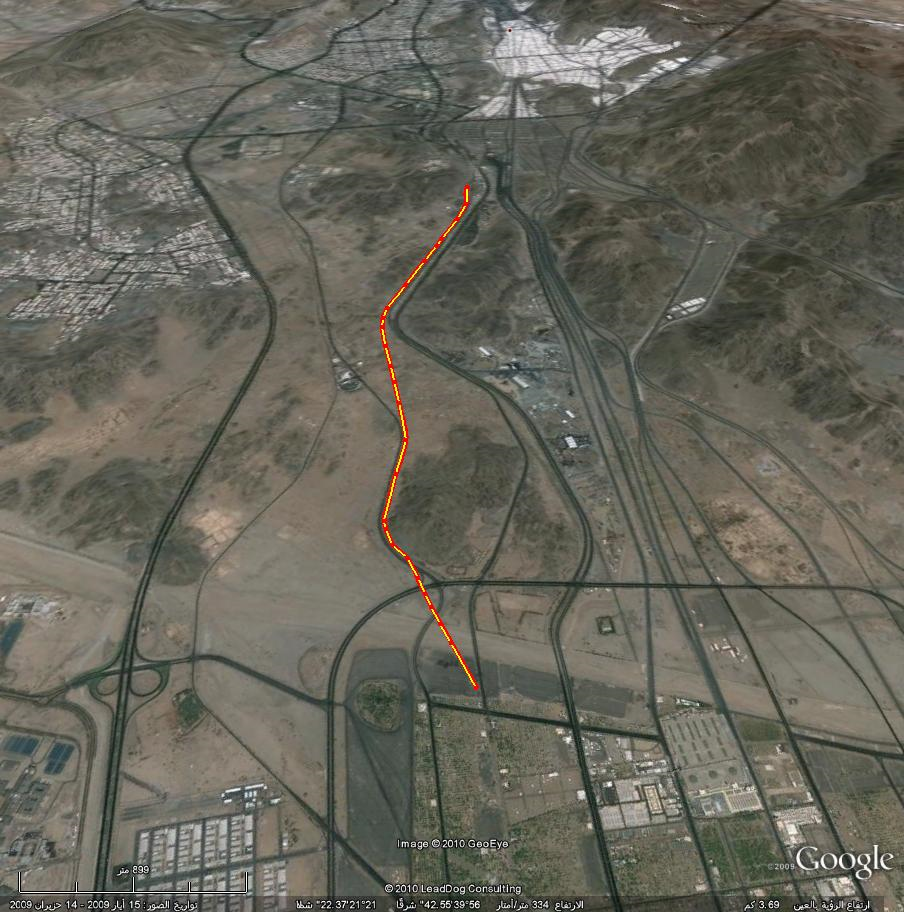 Image © 2010 GeoEye
© 2009 Google
899 متر
© 2010 LeadDog Consulting
تواريخ الصور: 15 أيار 2009 - 14 حزيران 2009
22.37'21°21" شمالا
42.55'39°56" شرقًا
الارتفاع 334 متر/أمتار
ارتفاع الرؤية بالعين 3.69 كم